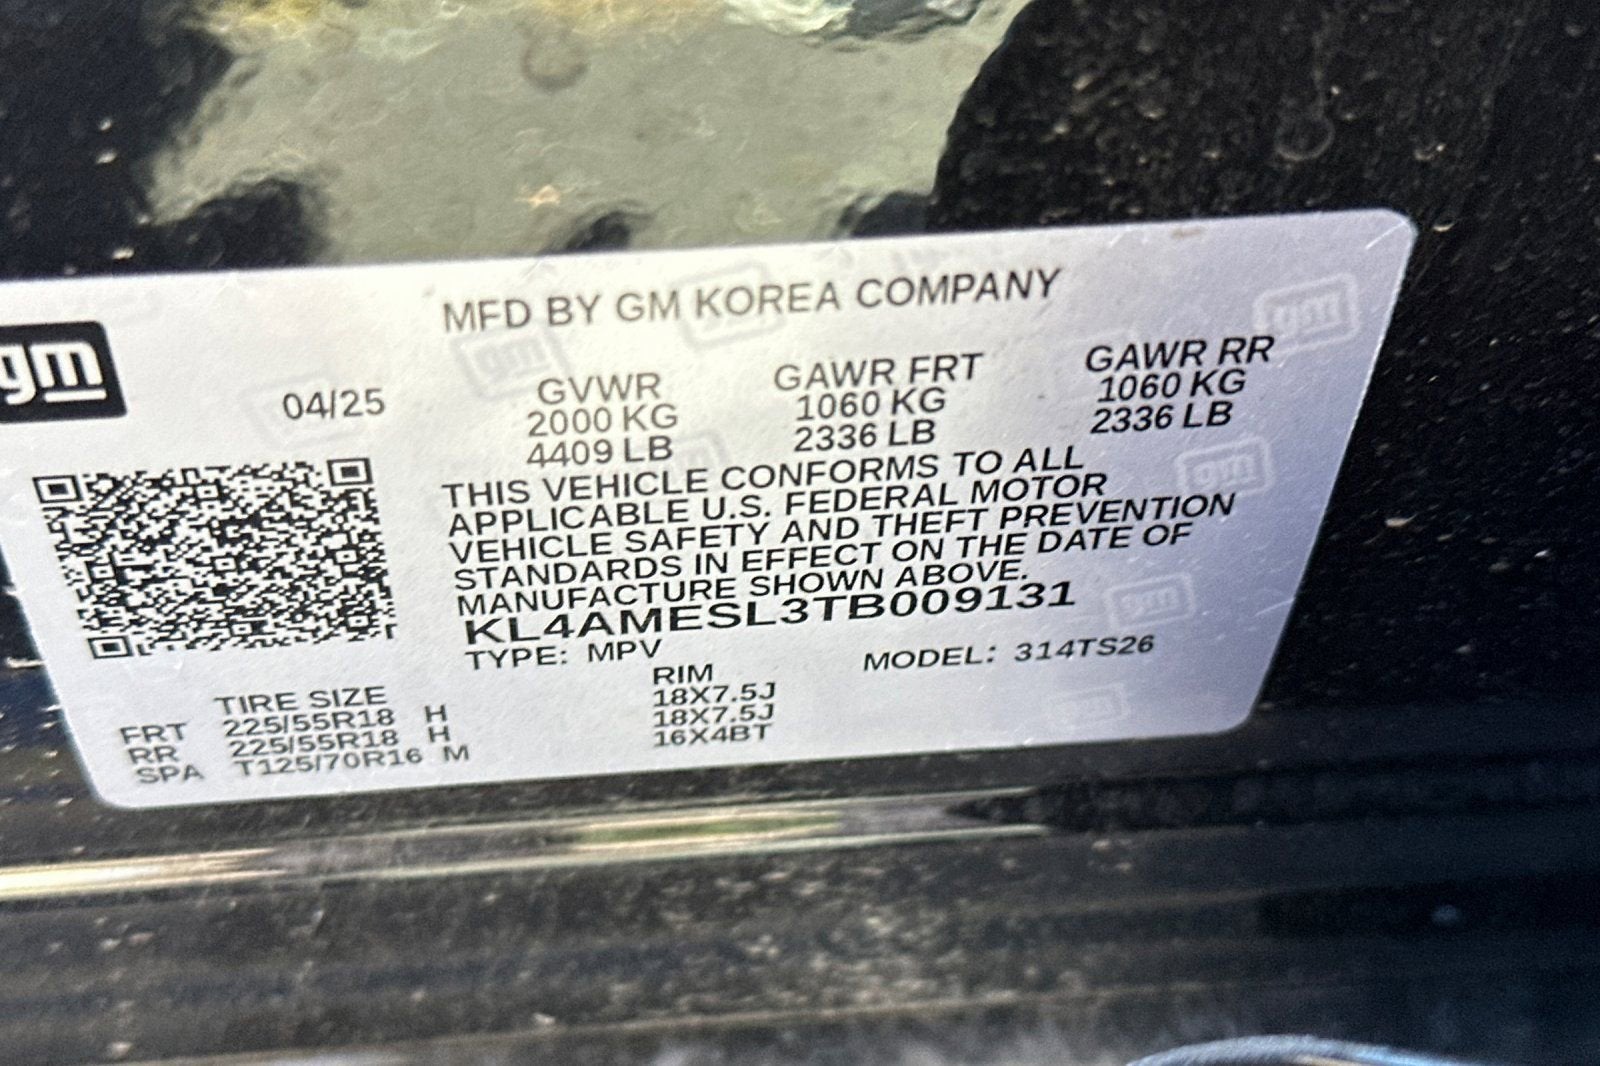 MFD BY GM KOREA COMPANY
gm
04/25
GVWR GAWR FRT GAWR RR
2000 KG 1060 KG 1060 KG
4409 LB 2336 LB 2336 LB
THIS VEHICLE CONFORMS TO ALL
APPLICABLE U.S. FEDERAL MOTOR
VEHICLE SAFETY AND THEFT PREVENTION
STANDARDS IN EFFECT ON THE DATE OF
MANUFACTURE SHOWN ABOVE.
KL4AMESL3TB009131
TYPE: MPV MODEL: 314TS26
TIRE SIZE RIM
FRT 225/55R18 H 18X7.5J
RR 225/55R18 H 18X7.5J
SPA T125/70R16 M 16X4BT